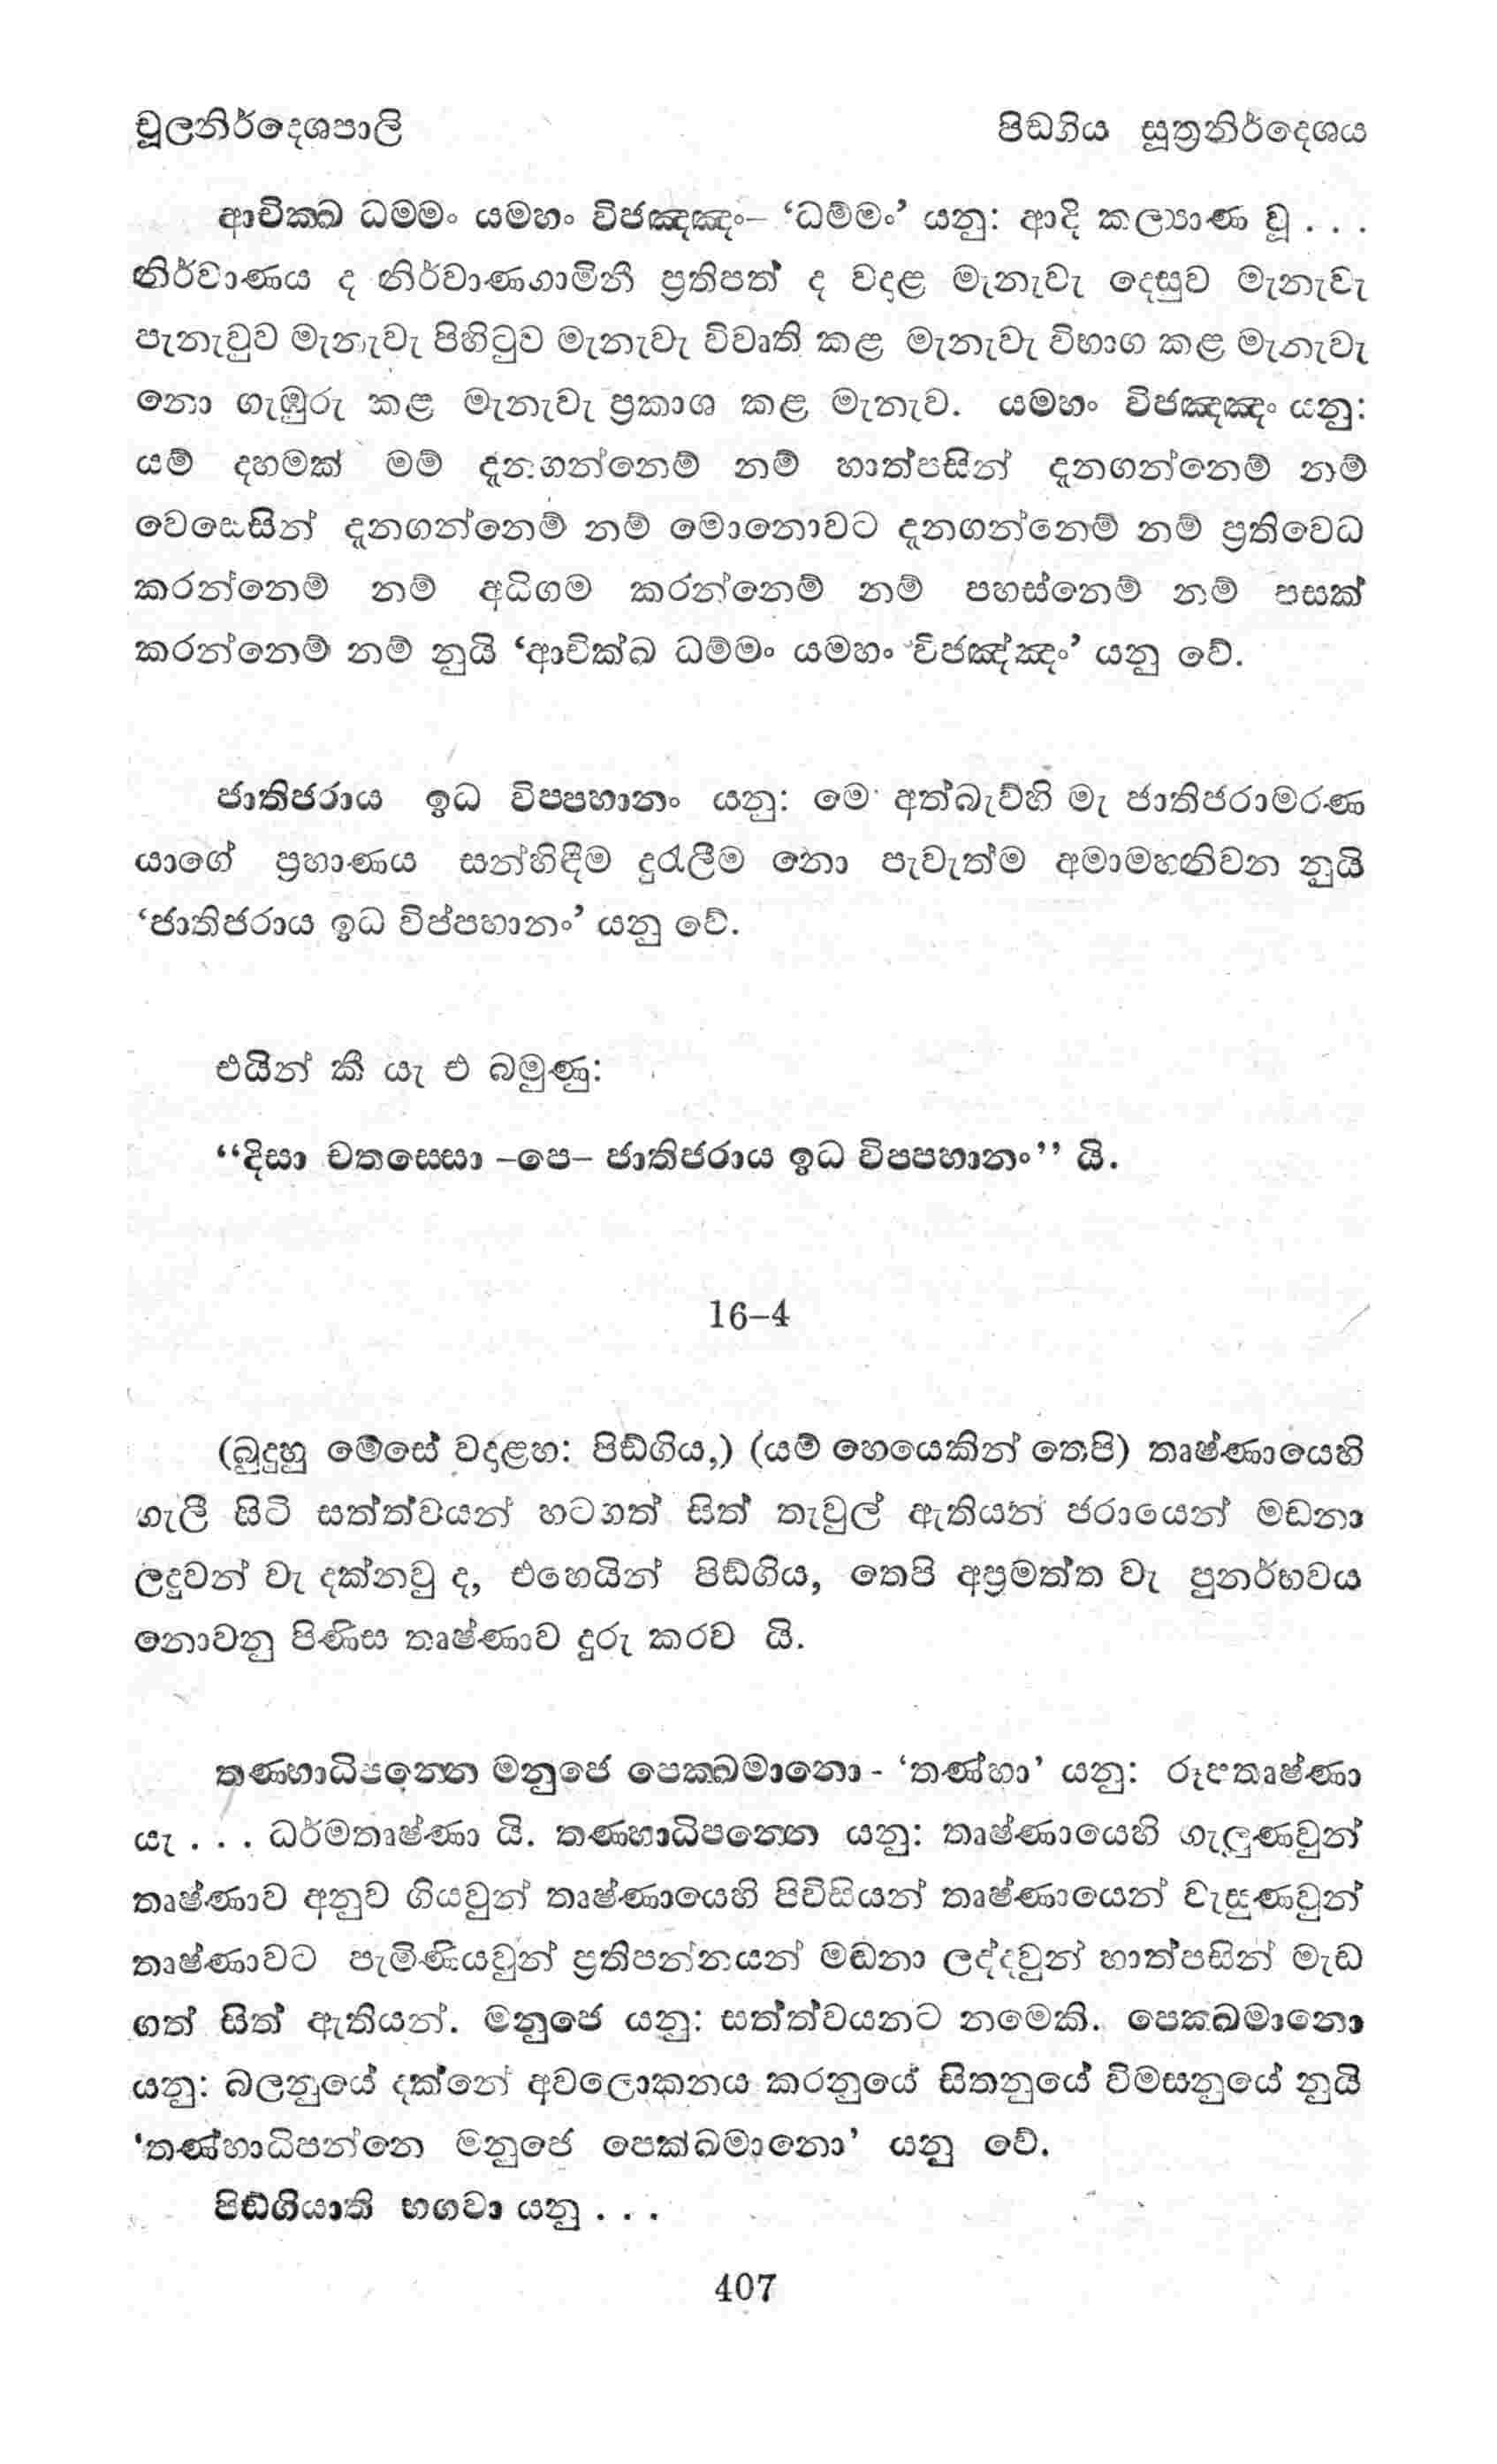 චූලනිර්දෙශපාලි පිඩගිය සූත්‍රනිර්දෙශය
ආචික්‍ඛ ධම්‍මං යමහං විජඤ්‍ඤං– ‘ධම්මං’ යනු: ආදි කල්‍යාණ වූ . . .
නිර්වාණය ද නිර්වාණගාමිනී ප්‍රතිපත් ද වදාළ මැනැවැ දෙසුව මැනැවැ
පැනැවුව මැනැවැ පිහිටුව මැනැවැ විවෘති කළ මැනැවැ විභාග කළ මැනැවැ
නො ගැඹුරු කළ මැනැවැ ප්‍රකාශ කළ මැනැව. යමහං විජඤ්‍ඤං යනු:
යම් දහමක් මම් දැනගන්නෙම් නම් හාත්පසින් දැනගන්නෙම් නම්
වෙසෙසින් දැනගන්නෙම් නම් මොනොවට දැනගන්නෙම් නම් ප්‍රතිවෙධ
කරන්නෙම් නම් අධිගම කරන්නෙම් නම් පහස්නෙම් නම් පසක්
කරන්නෙම් නම් නුයි ‘ආචික්ඛ ධම්මං යමහං විජඤ්ඤං’ යනු වේ.
ජාතිජරාය ඉධ විප්‍පහානං යනු: මෙ අත්බැව්හි මැ ජාතිජරාමරණ
යාගේ ප්‍රහාණය සන්හිඳීම දුරැලීම නො පැවැත්ම අමාමහනිවන නුයි
‘ජාතිජරාය ඉධ විප්පහානං’ යනු වේ.
එයින් කී යැ එ බමුණු:
“දිසා චතස්‍සො –පෙ– ජාතිජරාය ඉධ විප්‍පහානං” යි.
16–4
(බුදුහු මෙසේ වදාළහ: පිඩ්ගිය,) (යම් හෙයෙකින් තෙපි) තෘෂ්ණායෙහි
ගැලී සිටි සත්ත්වයන් හටගත් සිත් තැවුල් ඇතියන් ජරායෙන් මඩනා
ලදුවන් වැ දක්නවු ද, එහෙයින් පිඩ්ගිය, තෙපි අප්‍රමත්ත වැ පුනර්භවය
නොවනු පිණිස තෘෂ්ණාව දුරු කරව යි.
තණ්‍හාධිපන්‍නෙ මනුජෙ පෙක්‍ඛමානො - ‘තණ්හා’ යනු: රූපතෘෂ්ණා
යැ . . . ධර්මතෘෂ්ණා යි. තණ්‍හාධිපන්‍නෙ යනු: තෘෂ්ණායෙහි ගැලුණවුන්
තෘෂ්ණාව අනුව ගියවුන් තෘෂ්ණායෙහි පිවිසියන් තෘෂ්ණායෙන් වැසුණවුන්
තෘෂ්ණාවට පැමිණියවුන් ප්‍රතිපන්නයන් මඬනා ලද්දවුන් හාත්පසින් මැඩ
ගත් සිත් ඇතියන්. මනුජෙ යනු: සත්ත්වයනට නමෙකි. පෙක්‍ඛමානො
යනු: බලනුයේ දක්නේ අවලොකනය කරනුයේ සිතනුයේ විමසනුයේ නුයි
‘තණ්හාධිපන්නෙ මනුජෙ පෙක්ඛමානො’ යනු වේ.
පිඩ්ගියාති භගවා යනු . . .
407